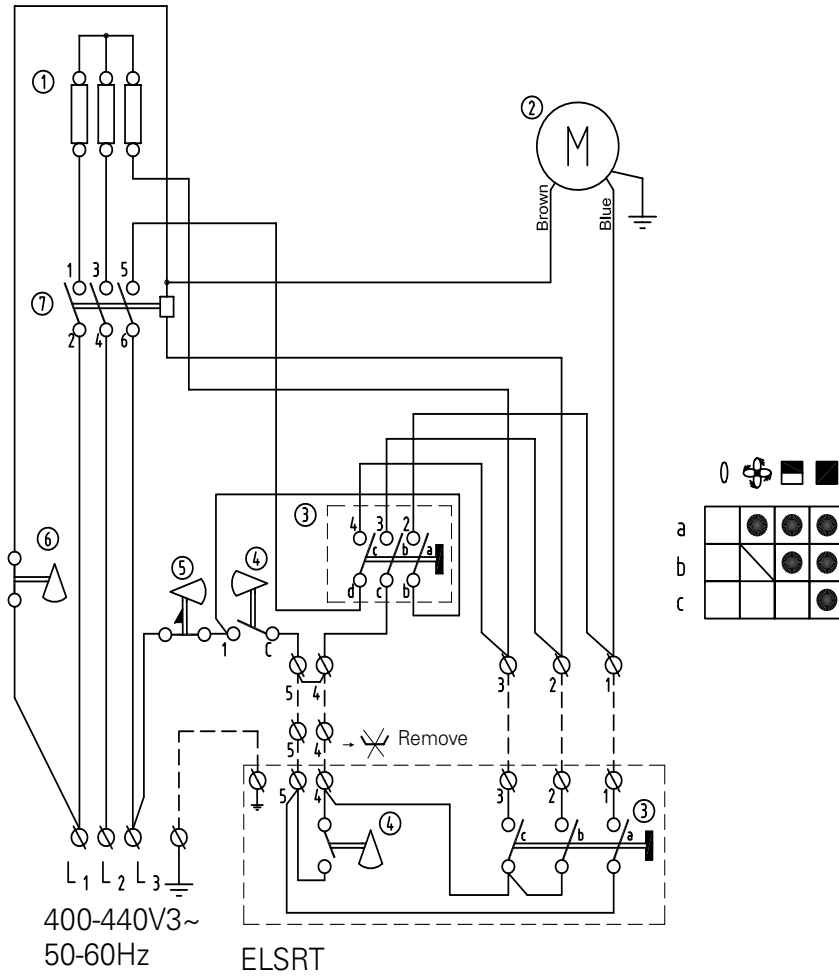 1
2
M
Brown
Blue
1 3 5
7
2 4 6
3
4 3 2
c b a
d c b
6
5
4
1 C
a
b
c
5 4
3 2 1
5 4
→ Remove
5 4
3 2 1
4
c b a
3
L1 L2 L3
400-440V3~
50-60Hz
ELSRT